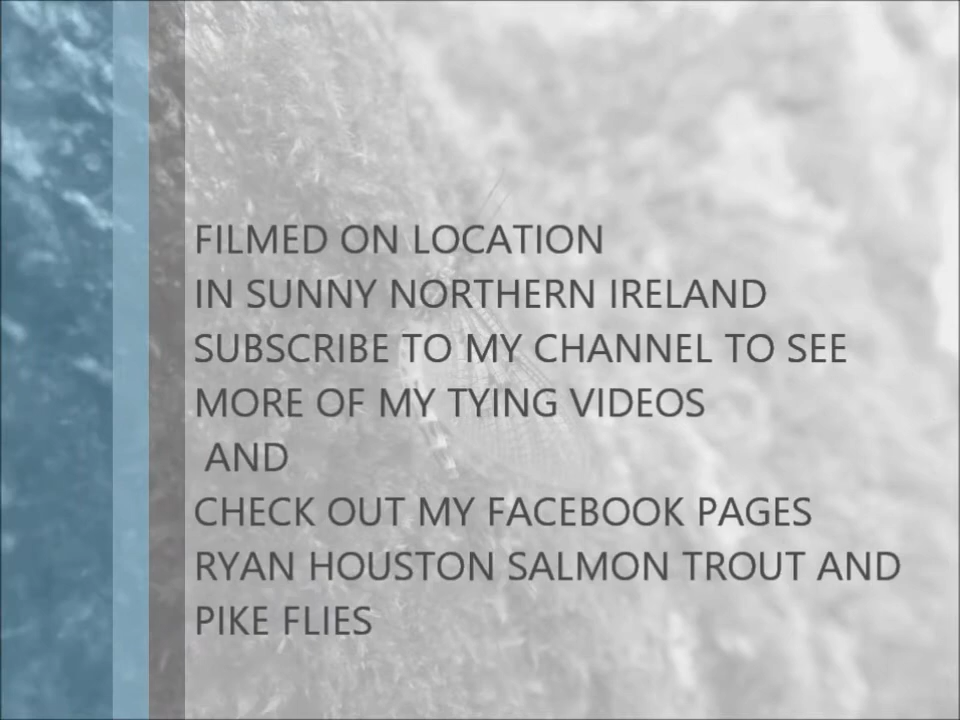 FILMED ON LOCATION
IN SUNNY NORTHERN IRELAND
SUBSCRIBE TO MY CHANNEL TO SEE
MORE OF MY TYING VIDEOS
AND
CHECK OUT MY FACEBOOK PAGES
RYAN HOUSTON SALMON TROUT AND
PIKE FLIES